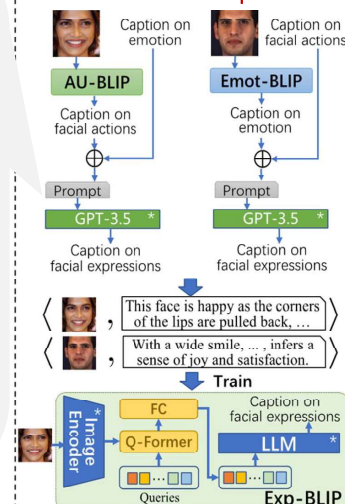 Caption on
emotion
Caption on
facial actions
AU-BLIP
Emot-BLIP
Caption on
facial actions
Caption on
emotion
Prompt
Prompt
GPT-3.5 *
GPT-3.5 *
Caption on
facial expressions
Caption on
facial expressions
⟨ , This face is happy as the corners
of the lips are pulled back, … ⟩
⟨ , With a wide smile, ... , infers a
sense of joy and satisfaction. ⟩
Train
Image
Encoder
*
FC
Q-Former
Queries
...
...
Caption on
facial expressions
LLM *
Exp-BLIP